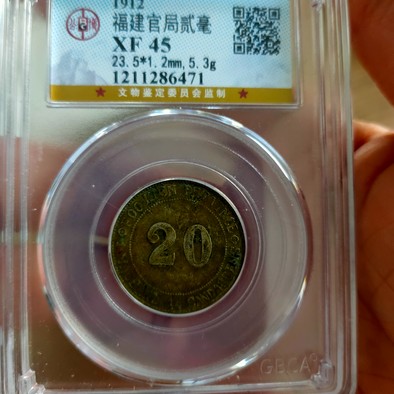 1912
福建官局贰毫
XF 45
23.5*1.2mm,5.3g
1211286471
★ 文物鉴定委员会监制 ★
20
GBCA